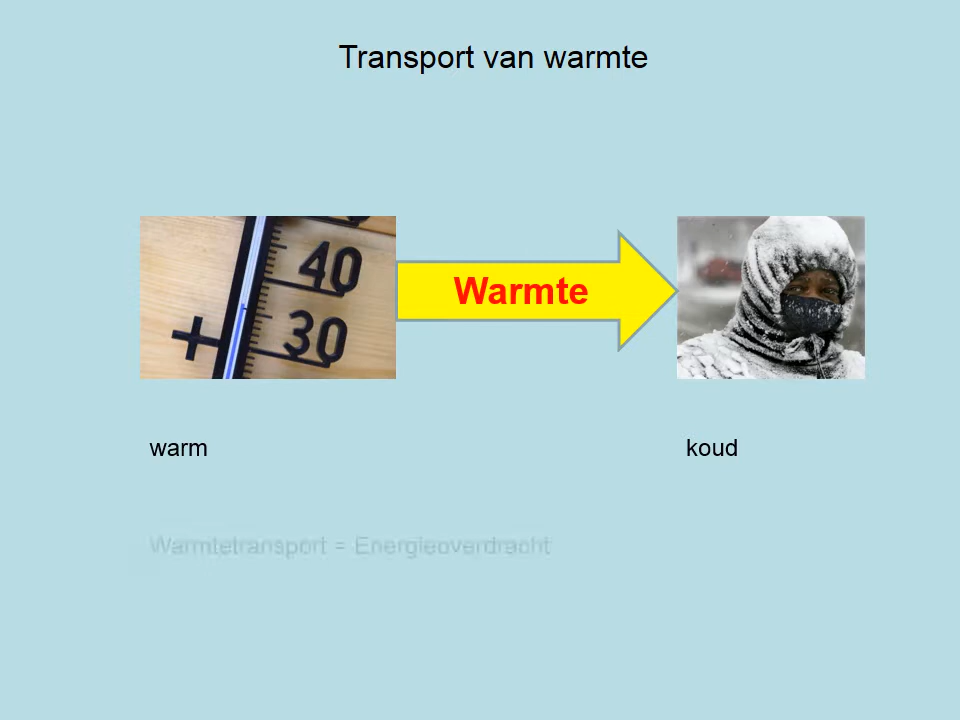 Transport van warmte
40
Warmte
+
30
warm
koud
Warmtetransport = Energieoverdracht